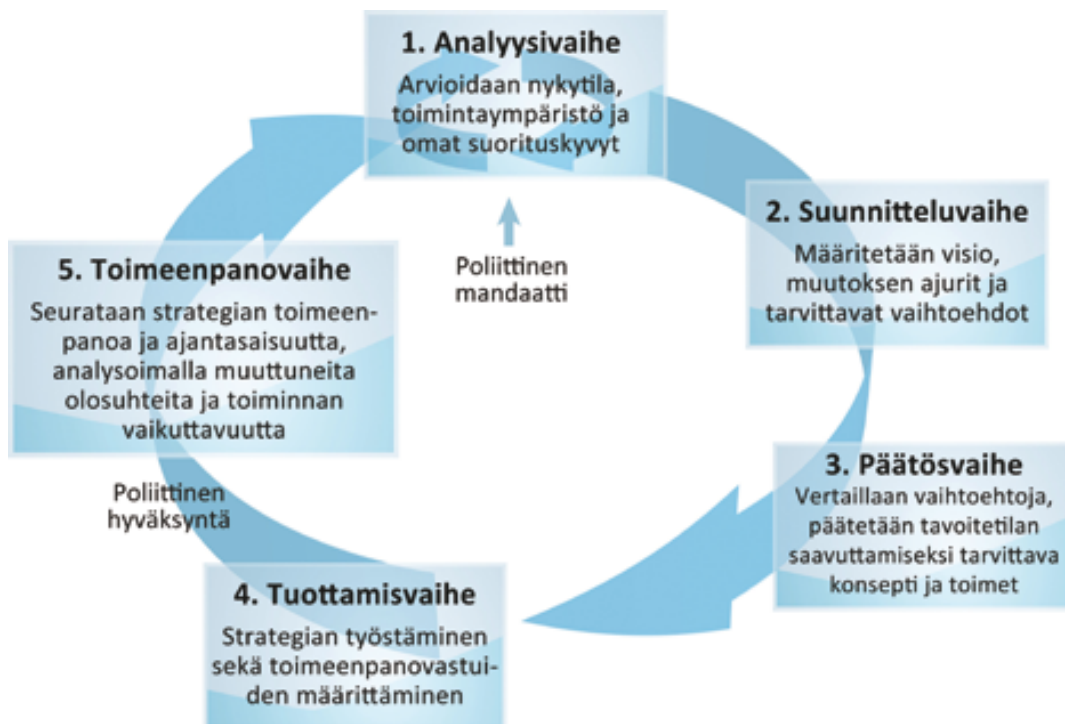 1. Analyysivaihe
Arvioidaan nykytila,
toimintaympäristö ja
omat suorituskyvyt
2. Suunnitteluvaihe
Määritetään visio,
muutoksen ajurit ja
tarvittavat vaihtoehdot
3. Päätösvaihe
Vertaillaan vaihtoehtoja,
päätetään tavoitetilan
saavuttamiseksi tarvittava
konsepti ja toimet
4. Tuottamisvaihe
Strategian työstäminen
sekä toimeenpanovastui-
den määrittäminen
Poliittinen
hyväksyntä
5. Toimeenpanovaihe
Seurataan strategian toimeen-
panoa ja ajantasaisuutta,
analysoimalla muuttuneita
olosuhteita ja toiminnan
vaikuttavuutta
Poliittinen
mandaatti